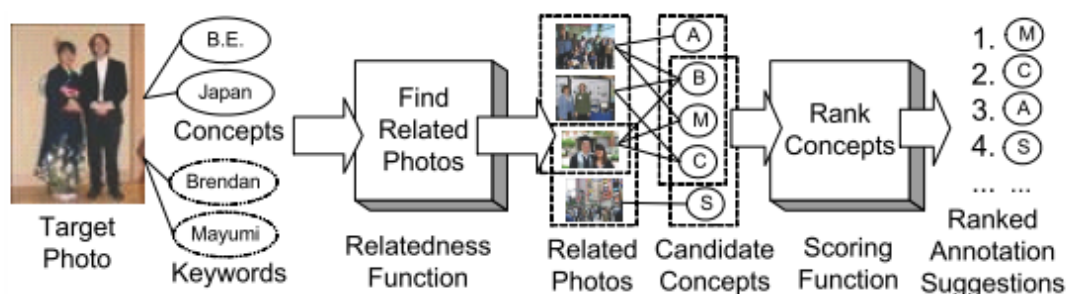 B.E.
Japan
Concepts
Brendan
Mayumi
Keywords
Target
Photo
Find
Related
Photos
Relatedness
Function
Related
Photos
A
B
M
C
S
Candidate
Concepts
Rank
Concepts
Scoring
Function
1. M
2. C
3. A
4. S
... ...
Ranked
Annotation
Suggestions